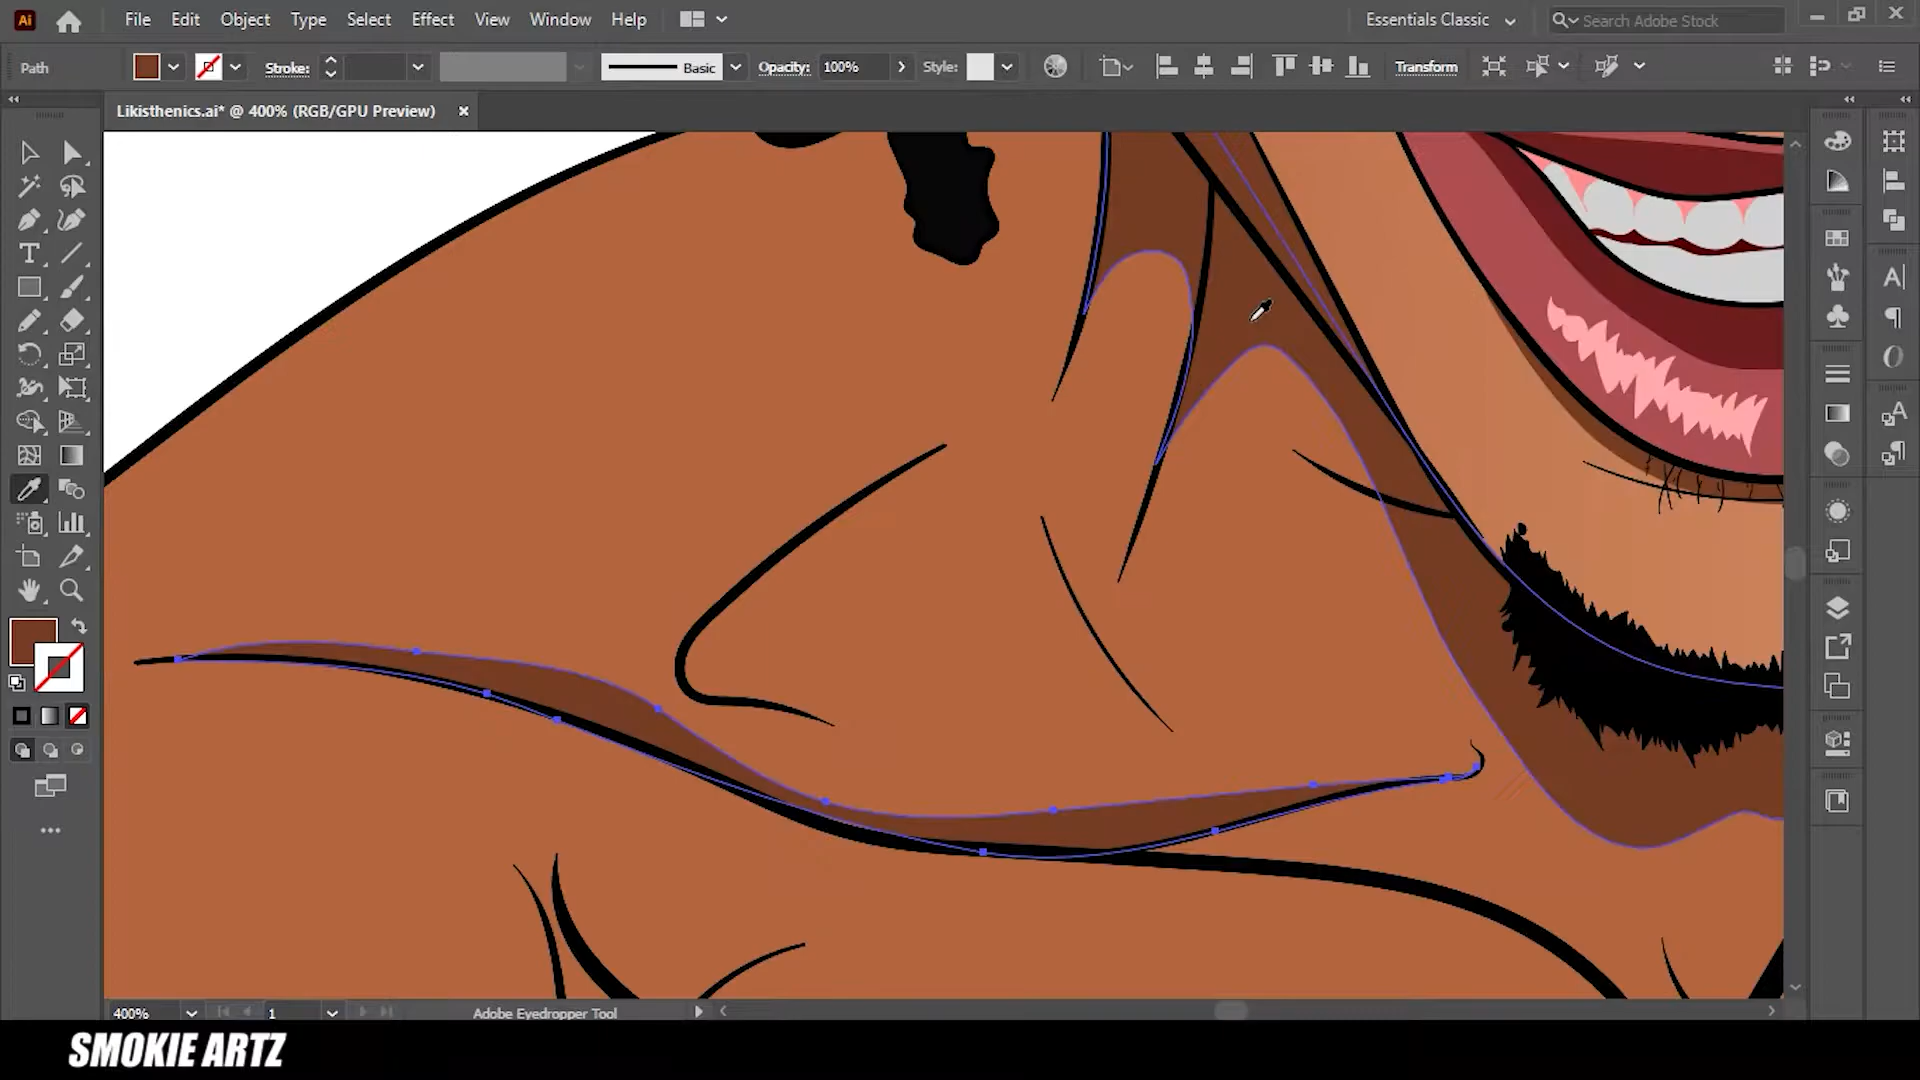 Ai File Edit Object Type Select Effect View Window Help Essentials Classic Search Adobe Stock
Path Stroke: Basic Opacity: 100% Style: Transform
Likisthenics.ai* @ 400% (RGB/GPU Preview)
400% 1 Adobe Eyedropper Tool
SMOKIE ARTZ